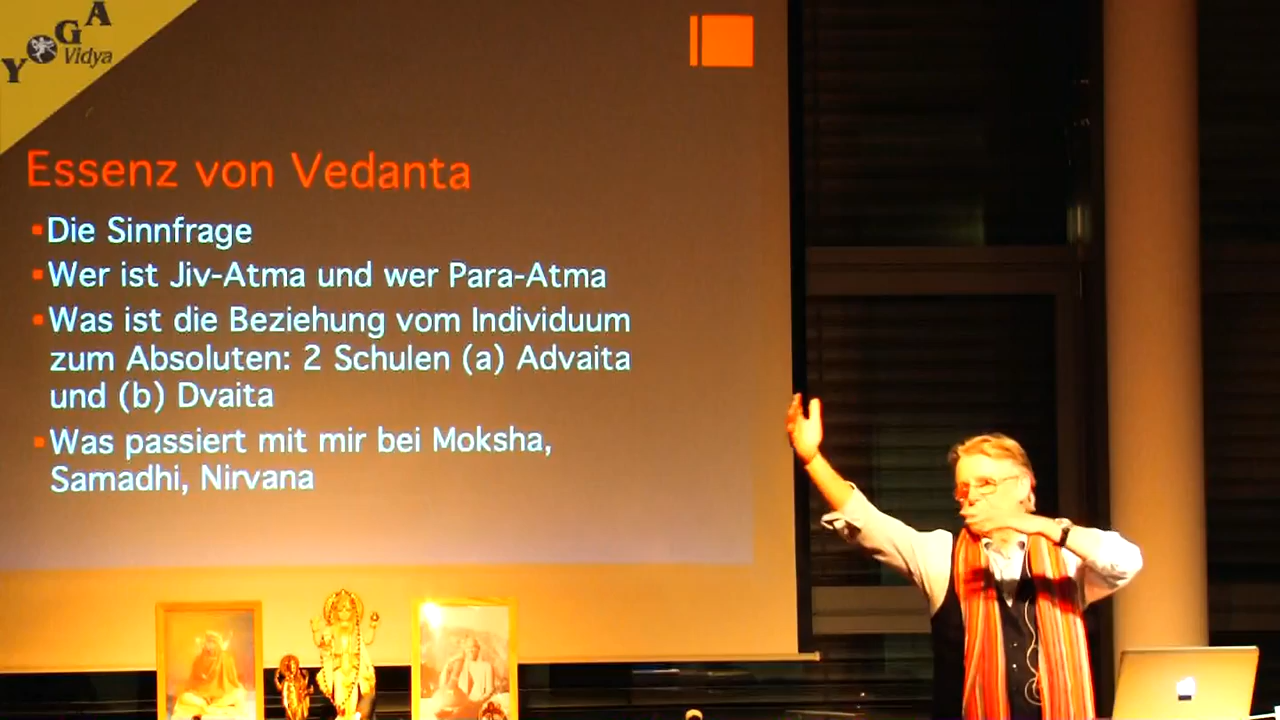 YOGA
Vidya
Essenz von Vedanta
Die Sinnfrage
Wer ist Jiv-Atma und wer Para-Atma
Was ist die Beziehung vom Individuum
zum Absoluten: 2 Schulen (a) Advaita
und (b) Dvaita
Was passiert mit mir bei Moksha,
Samadhi, Nirvana